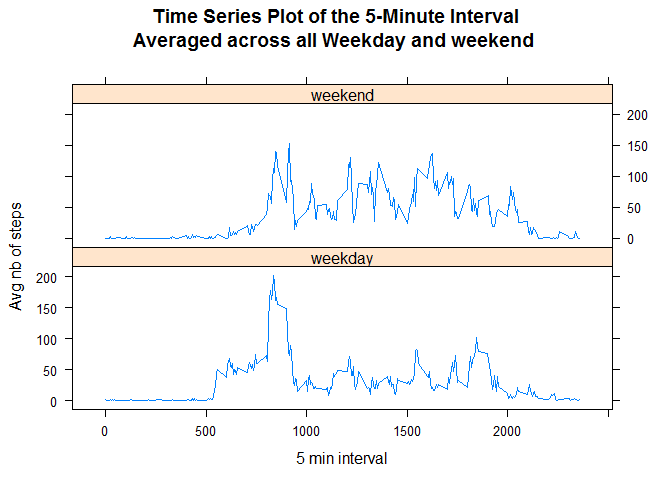 Time Series Plot of the 5-Minute Interval
Averaged across all Weekday and weekend
weekend
200
150
100
50
0
weekday
200
150
100
50
0
Avg nb of steps
0 500 1000 1500 2000
5 min interval